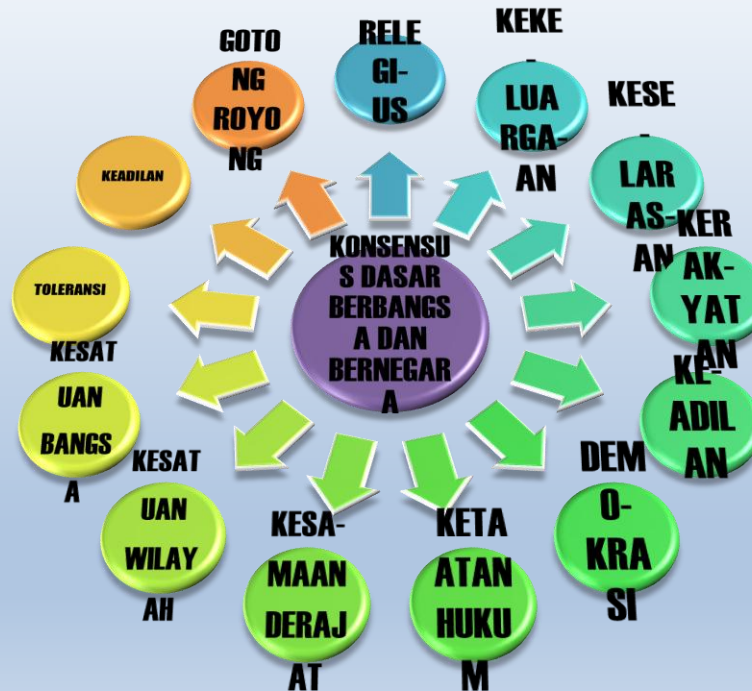 KONSENSU
S DASAR
BERBANGS
A DAN
BERNEGAR
A
RELE
GI-
US
KEKE
-
LUA
RGA-
AN
KESE
-
LAR
AS-
AN
KER
AK-
YAT
AN
KE-
ADIL
AN
DEM
O-
KRA
SI
KETA
ATAN
HUKU
M
KESA-
MAAN
DERAJ
AT
KESAT
UAN
WILAY
AH
KESAT
UAN
BANGS
A
TOLERANSI
KEADILAN
GOTO
NG
ROYO
NG